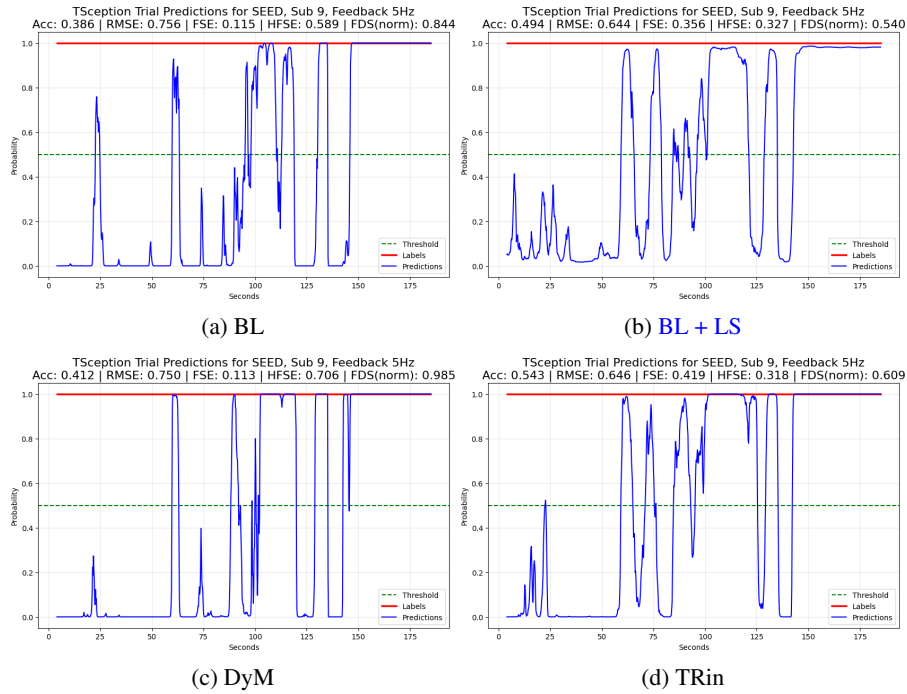 TSception Trial Predictions for SEED, Sub 9, Feedback 5Hz
Acc: 0.386 | RMSE: 0.756 | FSE: 0.115 | HFSE: 0.589 | FDS(norm): 0.844
1.0
0.8
0.6
0.4
0.2
0.0
Probability
0 25 50 75 100 125 150 175
Seconds
Threshold
Labels
Predictions
(a) BL
TSception Trial Predictions for SEED, Sub 9, Feedback 5Hz
Acc: 0.494 | RMSE: 0.644 | FSE: 0.356 | HFSE: 0.327 | FDS(norm): 0.540
1.0
0.8
0.6
0.4
0.2
0.0
Probability
0 25 50 75 100 125 150 175
Seconds
Threshold
Labels
Predictions
(b) BL + LS
TSception Trial Predictions for SEED, Sub 9, Feedback 5Hz
Acc: 0.412 | RMSE: 0.750 | FSE: 0.113 | HFSE: 0.706 | FDS(norm): 0.985
1.0
0.8
0.6
0.4
0.2
0.0
Probability
0 25 50 75 100 125 150 175
Seconds
Threshold
Labels
Predictions
(c) DyM
TSception Trial Predictions for SEED, Sub 9, Feedback 5Hz
Acc: 0.543 | RMSE: 0.646 | FSE: 0.419 | HFSE: 0.318 | FDS(norm): 0.609
1.0
0.8
0.6
0.4
0.2
0.0
Probability
0 25 50 75 100 125 150 175
Seconds
Threshold
Labels
Predictions
(d) TRin